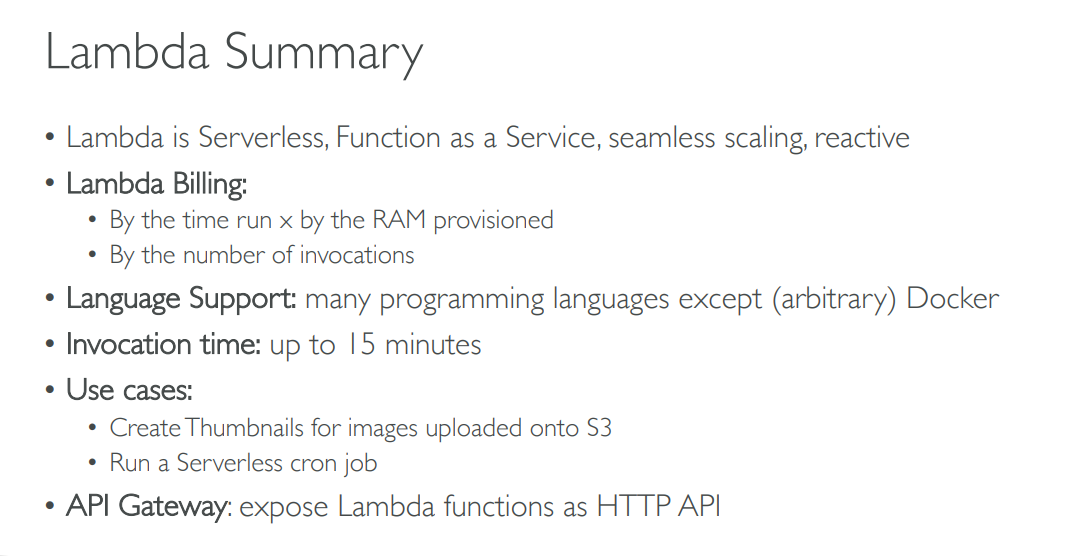 Lambda Summary
• Lambda is Serverless, Function as a Service, seamless scaling, reactive
• Lambda Billing:
• By the time run x by the RAM provisioned
• By the number of invocations
• Language Support: many programming languages except (arbitrary) Docker
• Invocation time: up to 15 minutes
• Use cases:
• Create Thumbnails for images uploaded onto S3
• Run a Serverless cron job
• API Gateway: expose Lambda functions as HTTP API